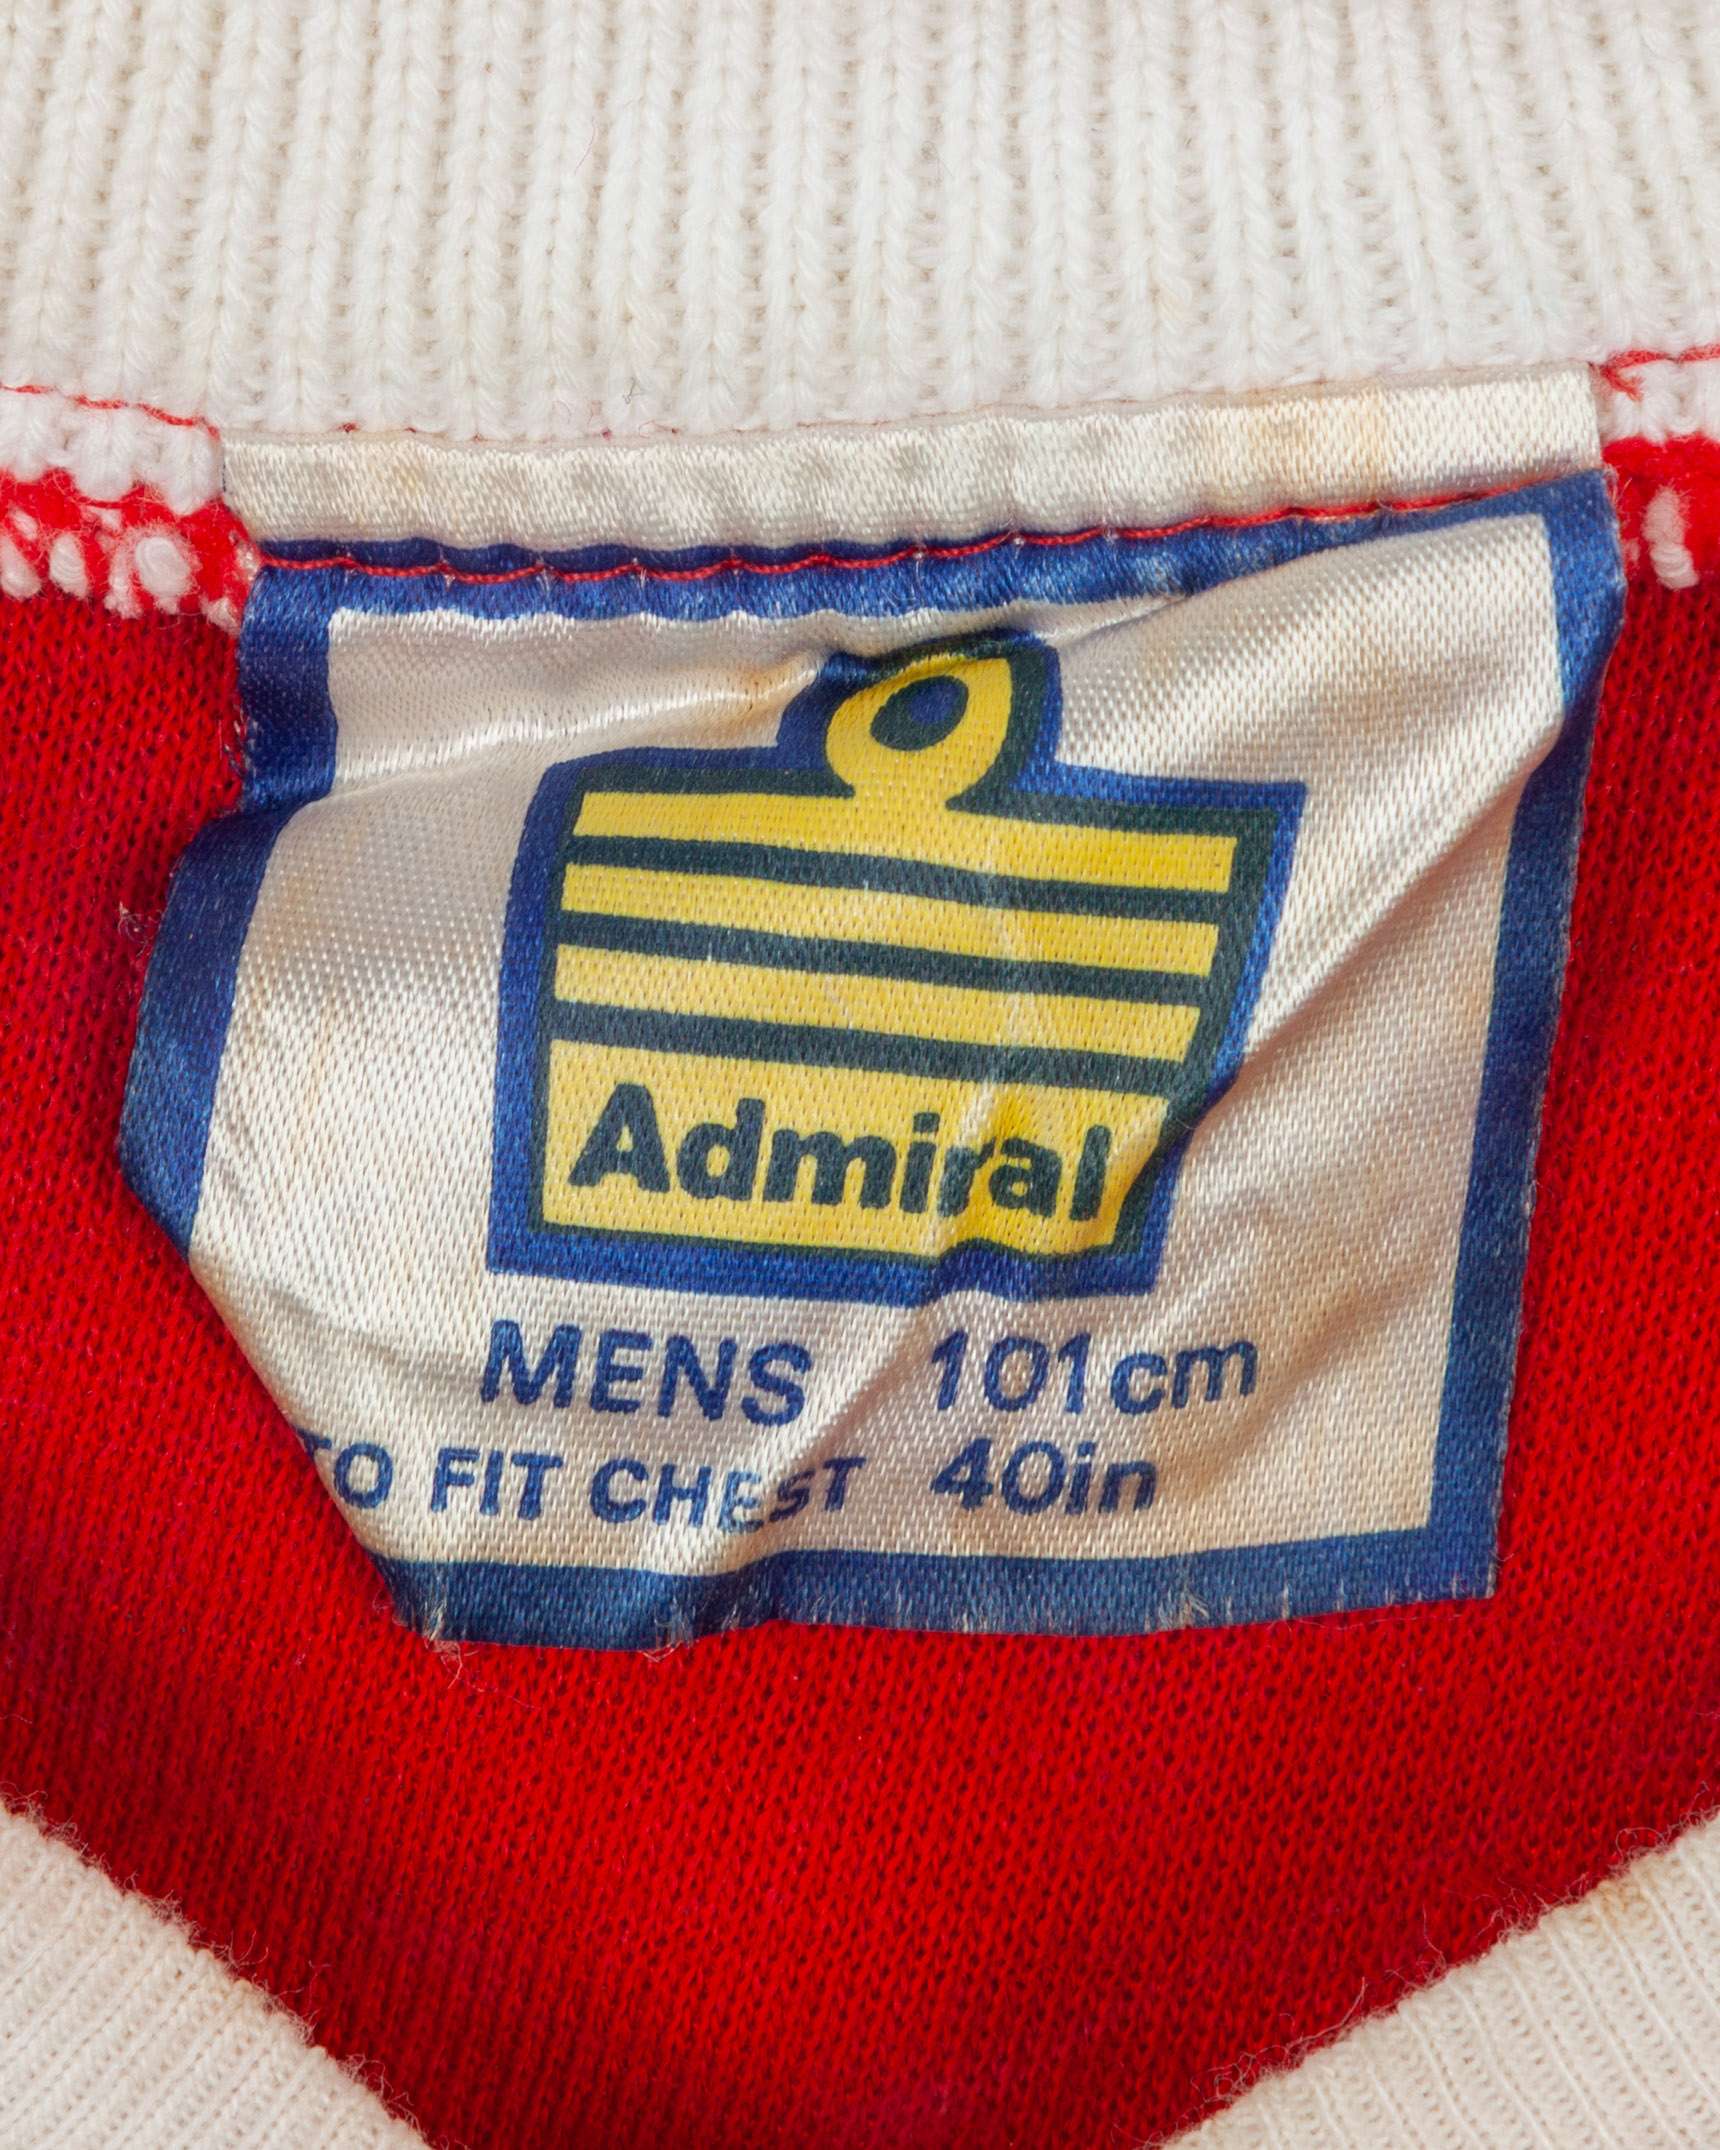 Admiral
MENS 101cm
TO FIT CHEST 40in